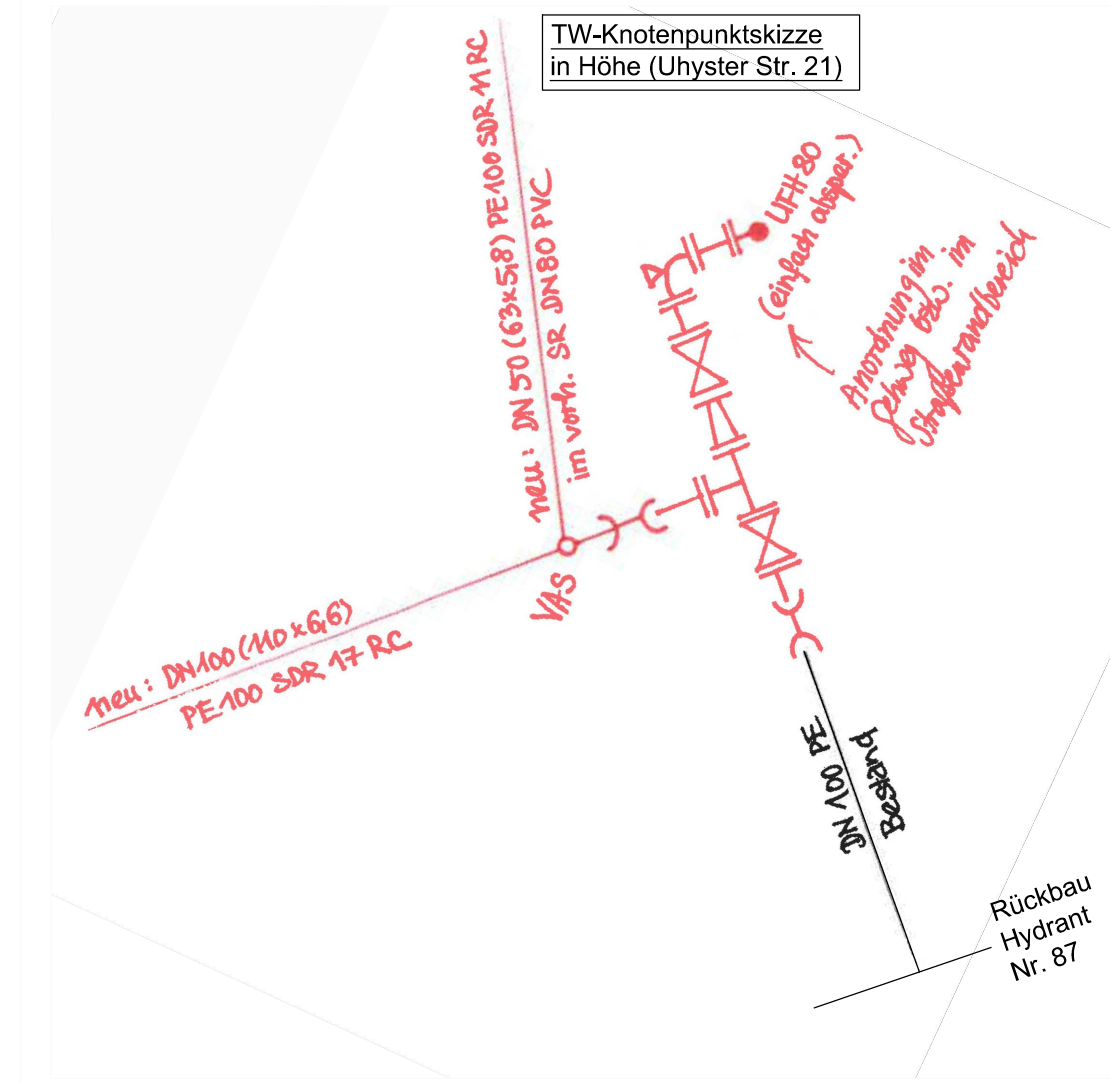 TW-Knotenpunktskizze
in Höhe (Uhyster Str. 21)
neu: DN 50 (63x5,8) PE100 SDR 11 RC
im vorh. SR DN80 PVC
UFH 80
(einfach absper.)
Anordnung im
Gehweg bzw. im
Straßenrandbereich
VAS
neu: DN100 (110x6,6)
PE100 SDR 17 RC
DN 100 PE
Bestand
Rückbau
Hydrant
Nr. 87